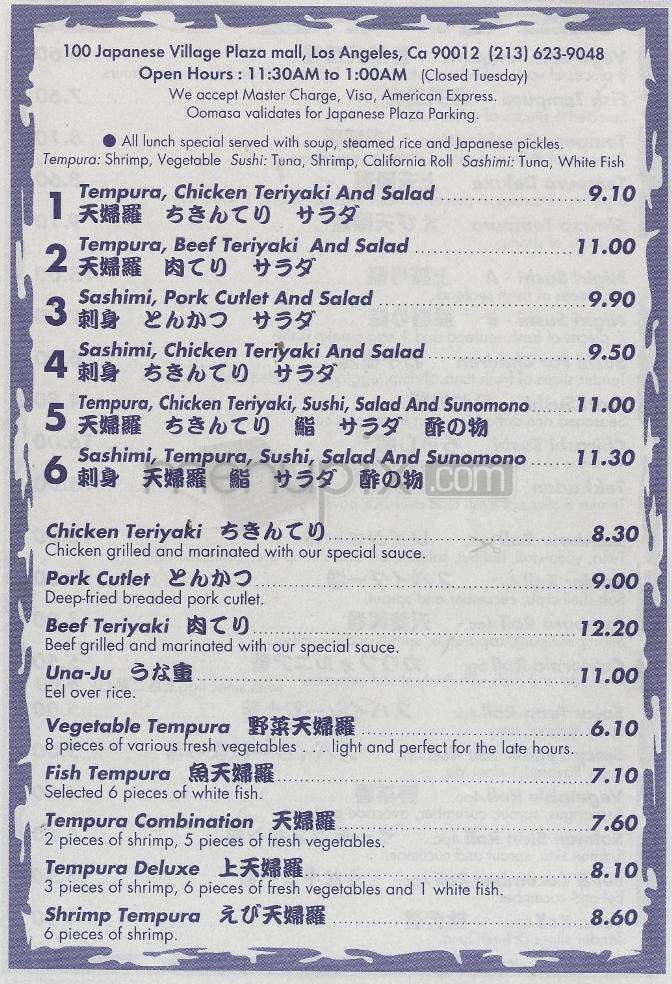 100 Japanese Village Plaza mall, Los Angeles, Ca 90012 (213) 623-9048
Open Hours : 11:30AM to 1:00AM (Closed Tuesday)
We accept Master Charge, Visa, American Express.
Oomasa validates for Japanese Plaza Parking.
● All lunch special served with soup, steamed rice and Japanese pickles.
Tempura: Shrimp, Vegetable Sushi: Tuna, Shrimp, California Roll Sashimi: Tuna, White Fish
1 Tempura, Chicken Teriyaki And Salad 9.10
天婦羅 ちきんてり サラダ
2 Tempura, Beef Teriyaki And Salad 11.00
天婦羅 肉てり サラダ
3 Sashimi, Pork Cutlet And Salad 9.90
刺身 とんかつ サラダ
4 Sashimi, Chicken Teriyaki And Salad 9.50
刺身 ちきんてり サラダ
5 Tempura, Chicken Teriyaki, Sushi, Salad And Sunomono 11.00
天婦羅 ちきんてり 鮨 サラダ 酢の物
6 Sashimi, Tempura, Sushi, Salad And Sunomono 11.30
刺身 天婦羅 鮨 サラダ 酢の物
menupix.com
Chicken Teriyaki ちきんてり 8.30
Chicken grilled and marinated with our special sauce.
Pork Cutlet とんかつ 9.00
Deep-fried breaded pork cutlet.
Beef Teriyaki 肉てり 12.20
Beef grilled and marinated with our special sauce.
Una-Ju うな重 11.00
Eel over rice.
Vegetable Tempura 野菜天婦羅 6.10
8 pieces of various fresh vegetables . . . light and perfect for the late hours.
Fish Tempura 魚天婦羅 7.10
Selected 6 pieces of white fish.
Tempura Combination 天婦羅 7.60
2 pieces of shrimp, 5 pieces of fresh vegetables.
Tempura Deluxe 上天婦羅 8.10
3 pieces of shrimp, 6 pieces of fresh vegetables and 1 white fish.
Shrimp Tempura えび天婦羅 8.60
6 pieces of shrimp.